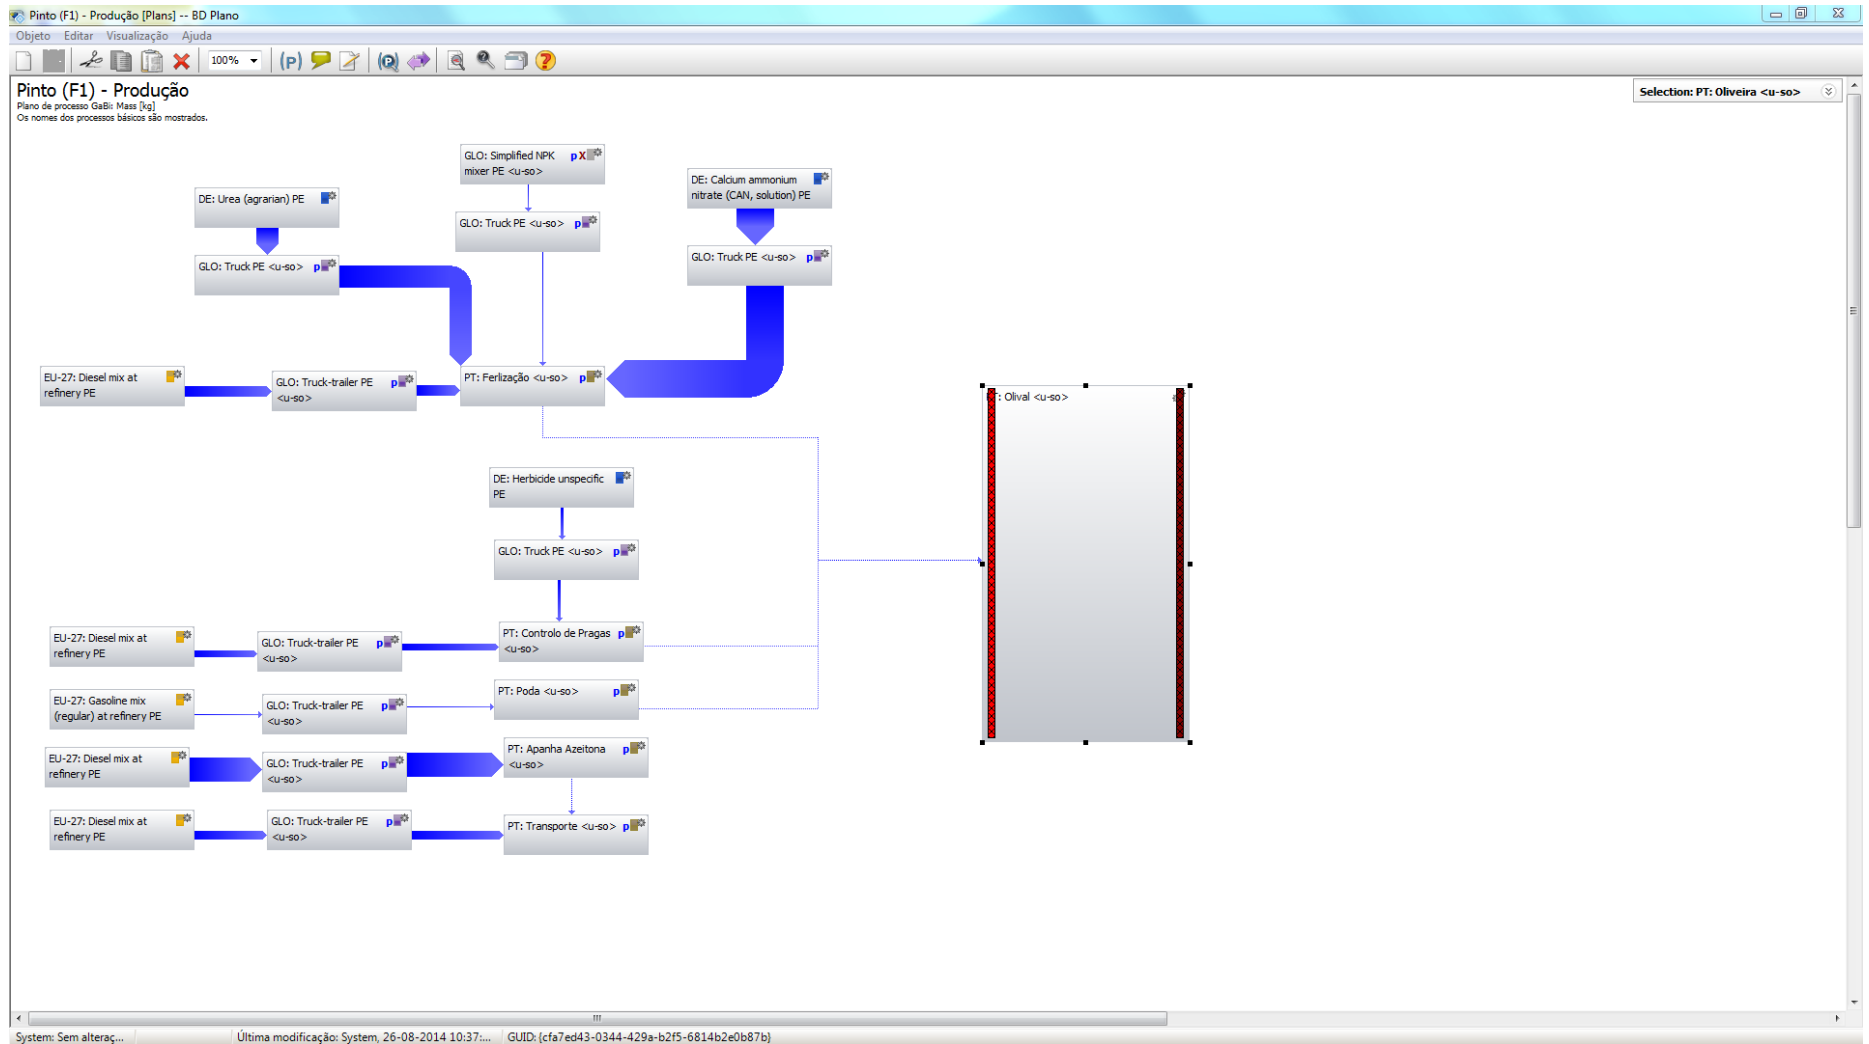 Pinto (F1) - Produção [Plans] -- BD Plano
Objeto Editar Visualização Ajuda
100%
Pinto (F1) - Produção
Plano de processo GaBi: Mass [kg]
Os nomes dos processos básicos são mostrados.
Selection: PT: Oliveira <u-so>
GLO: Simplified NPK
mixer PE <u-so>
pX
DE: Calcium ammonium
nitrate (CAN, solution) PE
DE: Urea (agrarian) PE
GLO: Truck PE <u-so> p
GLO: Truck PE <u-so> p
GLO: Truck PE <u-so> p
EU-27: Diesel mix at
refinery PE
GLO: Truck-trailer PE p
<u-so>
PT: Ferlização <u-so> p
: Olival <u-so>
DE: Herbicide unspecific
PE
GLO: Truck PE <u-so> p
EU-27: Diesel mix at
refinery PE
GLO: Truck-trailer PE p
<u-so>
PT: Controlo de Pragas p
<u-so>
EU-27: Gasoline mix
(regular) at refinery PE
GLO: Truck-trailer PE p
<u-so>
PT: Poda <u-so> p
EU-27: Diesel mix at
refinery PE
GLO: Truck-trailer PE p
<u-so>
PT: Apanha Azeitona p
<u-so>
EU-27: Diesel mix at
refinery PE
GLO: Truck-trailer PE p
<u-so>
PT: Transporte <u-so> p
System: Sem alteraç...
Última modificação: System, 26-08-2014 10:37:...
GUID: {cfa7ed43-0344-429a-b2f5-6814b2e0b87b}